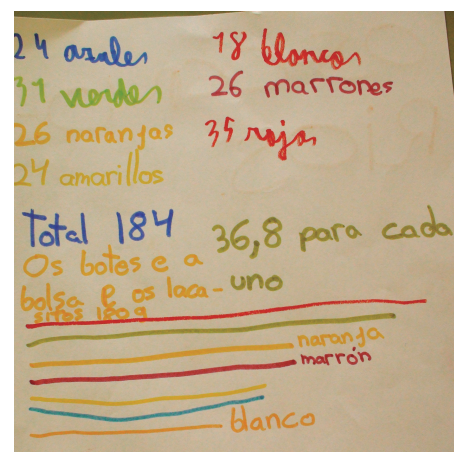 24 azules
31 verdes
26 naranjas
24 amarillos
18 blancos
26 marrones
35 rojos
Total 184
36,8 para cada
uno
Os botes e a
bolsa e os laca-
sitos 180g
naranja
marrón
blanco